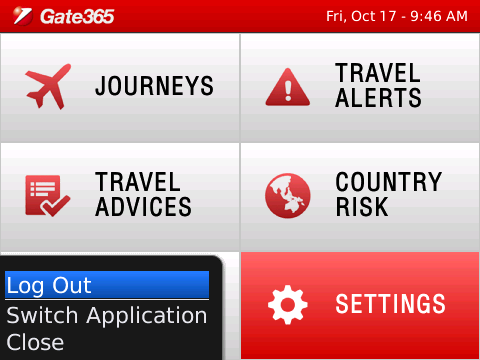 Gate365
Fri, Oct 17 - 9:46 AM
JOURNEYS
TRAVEL
ALERTS
TRAVEL
ADVICES
COUNTRY
RISK
Log Out
Switch Application
Close
SETTINGS